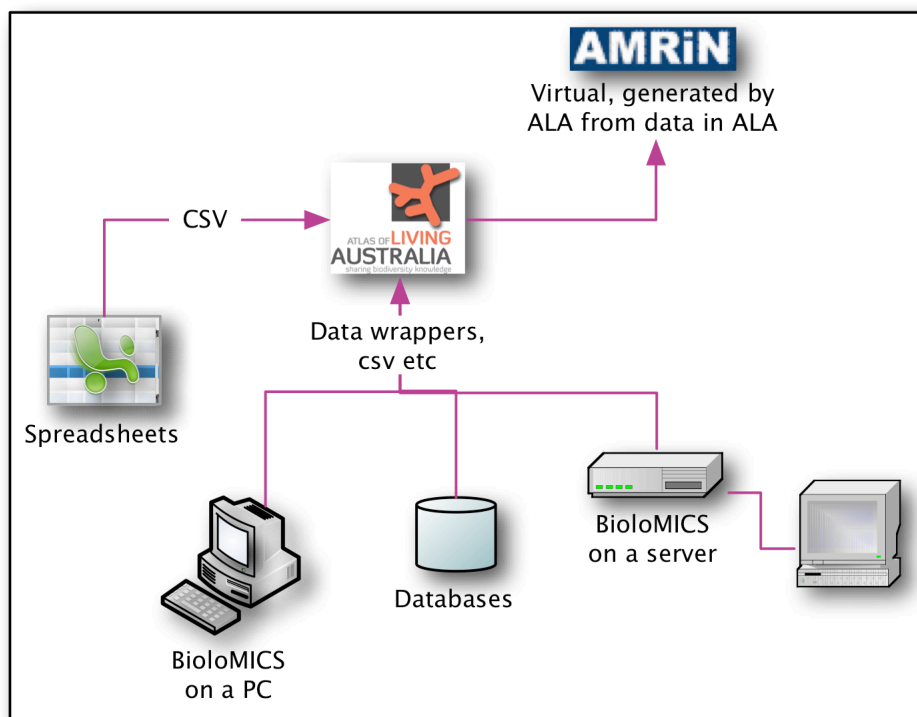 AMRiN
Virtual, generated by
ALA from data in ALA
CSV
ATLAS OF LIVING
AUSTRALIA
sharing biodiversity knowledge
Data wrappers,
csv etc
Spreadsheets
BioloMICS
on a server
Databases
BioloMICS
on a PC